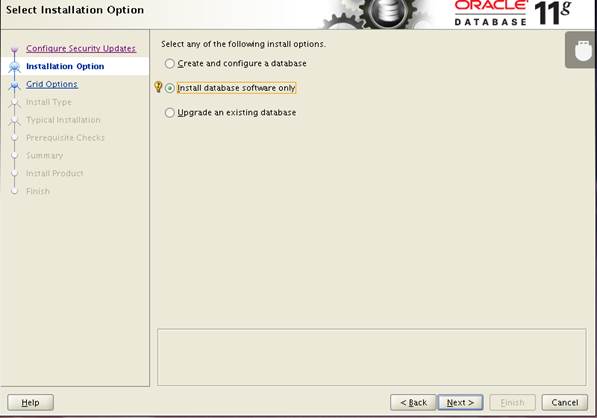 Select Installation Option
ORACLE
DATABASE 11g
Configure Security Updates
Installation Option
Grid Options
Install Type
Typical Installation
Prerequisite Checks
Summary
Install Product
Finish
Select any of the following install options.
Create and configure a database
Install database software only
Upgrade an existing database
Help
< Back
Next >
Finish
Cancel